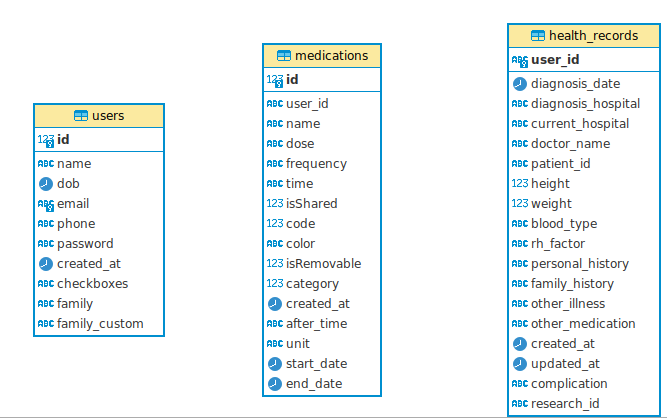 users
123 id
ABC name
dob
ABC email
ABC phone
ABC password
created_at
ABC checkboxes
ABC family
ABC family_custom
medications
123 id
ABC user_id
ABC name
ABC dose
ABC frequency
ABC time
123 isShared
123 code
ABC color
123 isRemovable
123 category
created_at
ABC after_time
ABC unit
start_date
end_date
health_records
ABC user_id
diagnosis_date
ABC diagnosis_hospital
ABC current_hospital
ABC doctor_name
ABC patient_id
123 height
123 weight
ABC blood_type
ABC rh_factor
ABC personal_history
ABC family_history
ABC other_illness
ABC other_medication
created_at
updated_at
ABC complication
ABC research_id